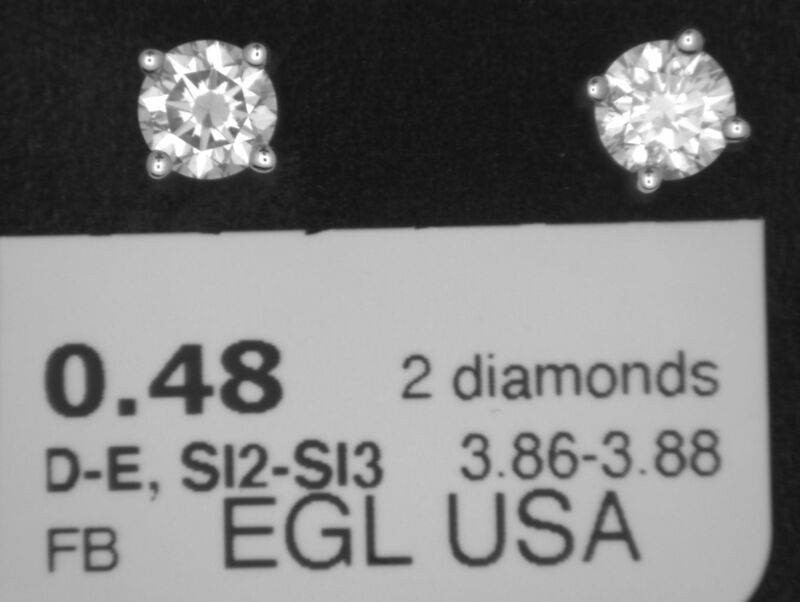 0.48 2 diamonds
D-E, SI2-SI3 3.86-3.88
FB EGL USA